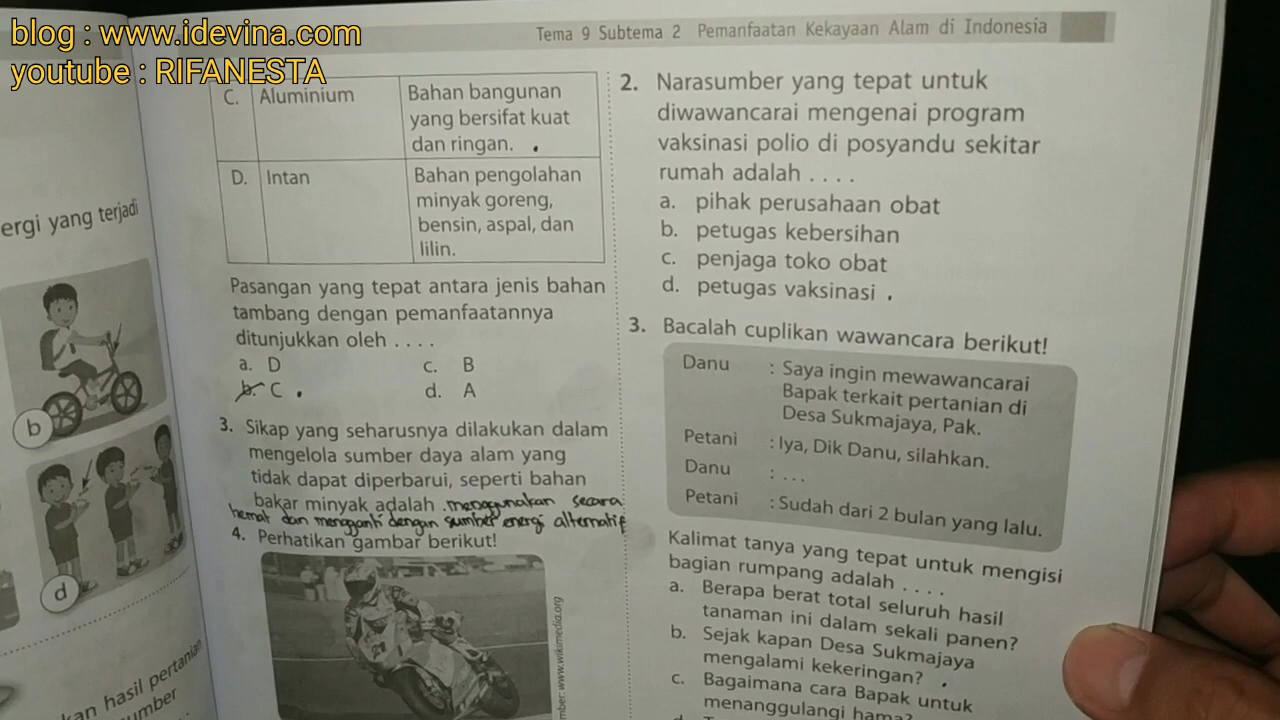 blog : www.idevina.com
youtube : RIFANESTA
Tema 9 Subtema 2 Pemanfaatan Kekayaan Alam di Indonesia
ergi yang terjadi
b
d
kan hasil pertanian
umber
C. Aluminium Bahan bangunan
yang bersifat kuat
dan ringan.
D. Intan Bahan pengolahan
minyak goreng,
bensin, aspal, dan
lilin.
Pasangan yang tepat antara jenis bahan
tambang dengan pemanfaatannya
ditunjukkan oleh . . . .
a. D c. B
b. C d. A
3. Sikap yang seharusnya dilakukan dalam
mengelola sumber daya alam yang
tidak dapat diperbarui, seperti bahan
bakar minyak adalah . menggunakan secara
hemat dan mengganti dengan sumber energi alternatif
4. Perhatikan gambar berikut!
21
mber: www.wikimedia.org
2. Narasumber yang tepat untuk
diwawancarai mengenai program
vaksinasi polio di posyandu sekitar
rumah adalah . . . .
a. pihak perusahaan obat
b. petugas kebersihan
c. penjaga toko obat
d. petugas vaksinasi
3. Bacalah cuplikan wawancara berikut!
Danu : Saya ingin mewawancarai
Bapak terkait pertanian di
Desa Sukmajaya, Pak.
Petani : Iya, Dik Danu, silahkan.
Danu : . . .
Petani : Sudah dari 2 bulan yang lalu.
Kalimat tanya yang tepat untuk mengisi
bagian rumpang adalah . . . .
a. Berapa berat total seluruh hasil
tanaman ini dalam sekali panen?
b. Sejak kapan Desa Sukmajaya
mengalami kekeringan?
c. Bagaimana cara Bapak untuk
menanggulangi hama?